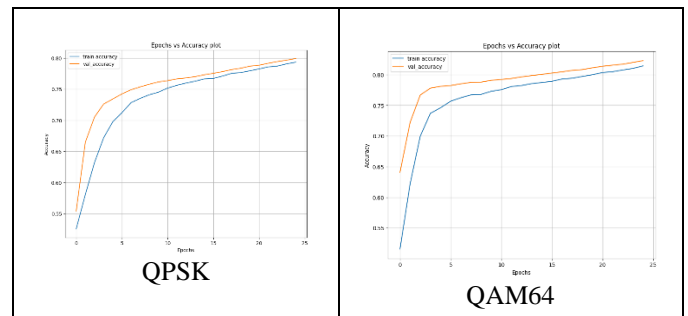 Epochs vs Accuracy plot
train accuracy
val_accuracy
0.80
0.75
0.70
0.65
0.60
0.55
Accuracy
0 5 10 15 20 25
Epochs
QPSK
Epochs vs Accuracy plot
train accuracy
val_accuracy
0.80
0.75
0.70
0.65
0.60
0.55
Accuracy
0 5 10 15 20 25
Epochs
QAM64